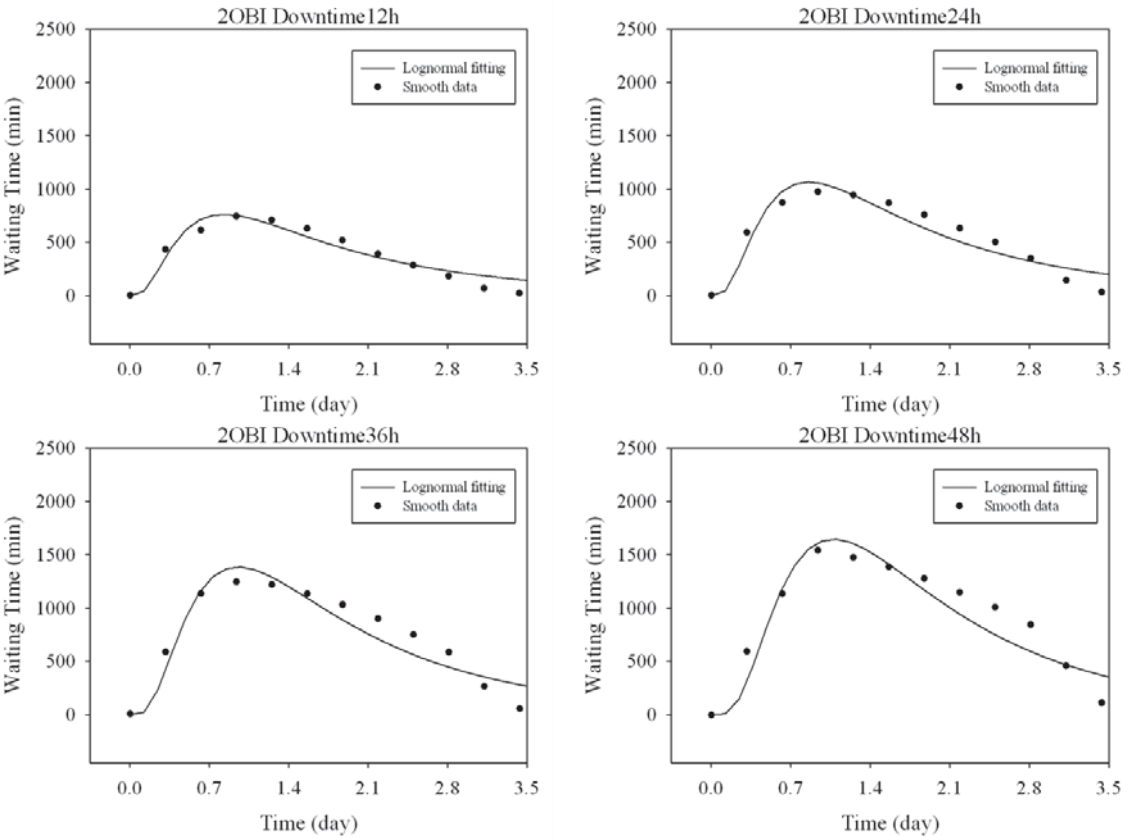 2OBI Downtime12h
2500
2000
1500
1000
500
0
Waiting Time (min)
Lognormal fitting
Smooth data
0.0 0.7 1.4 2.1 2.8 3.5
Time (day)
2OBI Downtime24h
2500
2000
1500
1000
500
0
Waiting Time (min)
Lognormal fitting
Smooth data
0.0 0.7 1.4 2.1 2.8 3.5
Time (day)
2OBI Downtime36h
2500
2000
1500
1000
500
0
Waiting Time (min)
Lognormal fitting
Smooth data
0.0 0.7 1.4 2.1 2.8 3.5
Time (day)
2OBI Downtime48h
2500
2000
1500
1000
500
0
Waiting Time (min)
Lognormal fitting
Smooth data
0.0 0.7 1.4 2.1 2.8 3.5
Time (day)